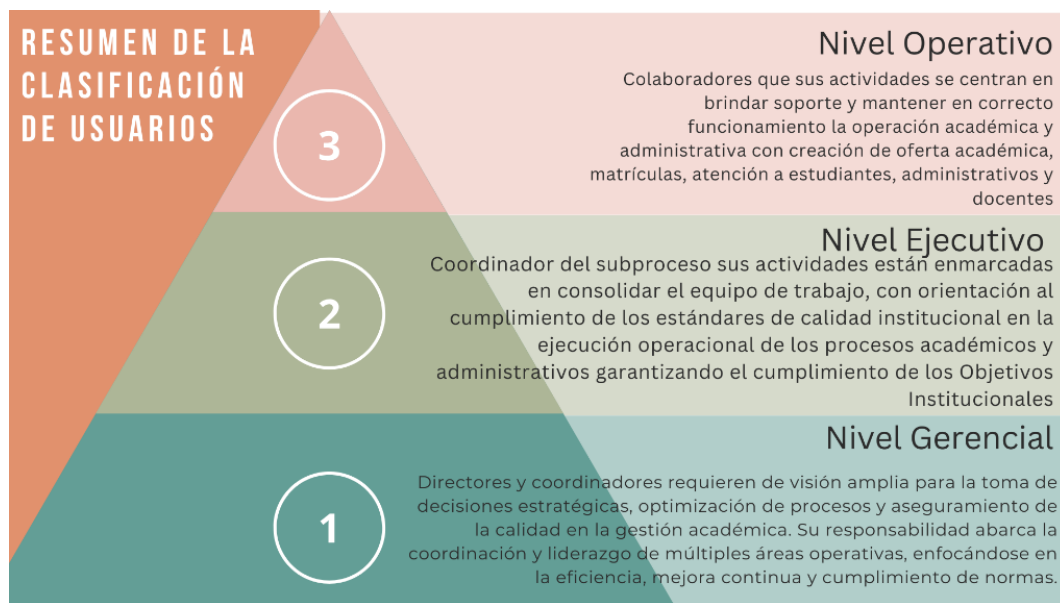 RESUMEN DE LA
CLASIFICACIÓN
DE USUARIOS
3
Nivel Operativo
Colaboradores que sus actividades se centran en
brindar soporte y mantener en correcto
funcionamiento la operación académica y
administrativa con creación de oferta académica,
matrículas, atención a estudiantes, administrativos y
docentes
2
Nivel Ejecutivo
Coordinador del subproceso sus actividades están enmarcadas
en consolidar el equipo de trabajo, con orientación al
cumplimiento de los estándares de calidad institucional en la
ejecución operacional de los procesos académicos y
administrativos garantizando el cumplimiento de los Objetivos
Institucionales
1
Nivel Gerencial
Directores y coordinadores requieren de visión amplia para la toma de
decisiones estratégicas, optimización de procesos y aseguramiento de
la calidad en la gestión académica. Su responsabilidad abarca la
coordinación y liderazgo de múltiples áreas operativas, enfocándose en
la eficiencia, mejora continua y cumplimiento de normas.